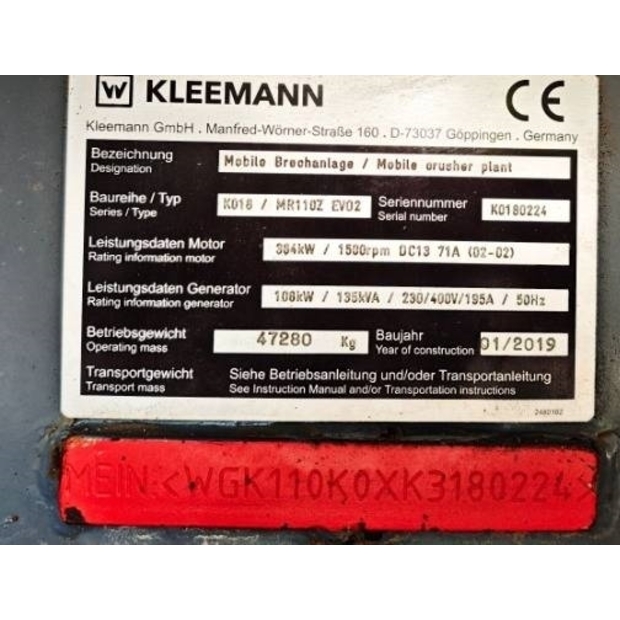 W KLEEMANN CE
Kleemann GmbH . Manfred-Wörner-Straße 160 . D-73037 Göppingen . Germany
Bezeichnung
Designation
Mobile Brechanlage / Mobile crusher plant
Baureihe / Typ
Series / Type
K018 / MR110Z EVO2
Seriennummer
Serial number
K0180224
Leistungsdaten Motor
Rating information motor
364kW / 1500rpm DC13 71A (02-02)
Leistungsdaten Generator
Rating information generator
108kW / 135kVA / 230/400V/195A / 50Hz
Betriebsgewicht
Operating mass
47280 Kg
Baujahr
Year of construction
01/2019
Transportgewicht
Transport mass
Siehe Betriebsanleitung und/oder Transportanleitung
See Instruction Manual and/or Transportation instructions
MEIN:<WGK110K0XK3180224>